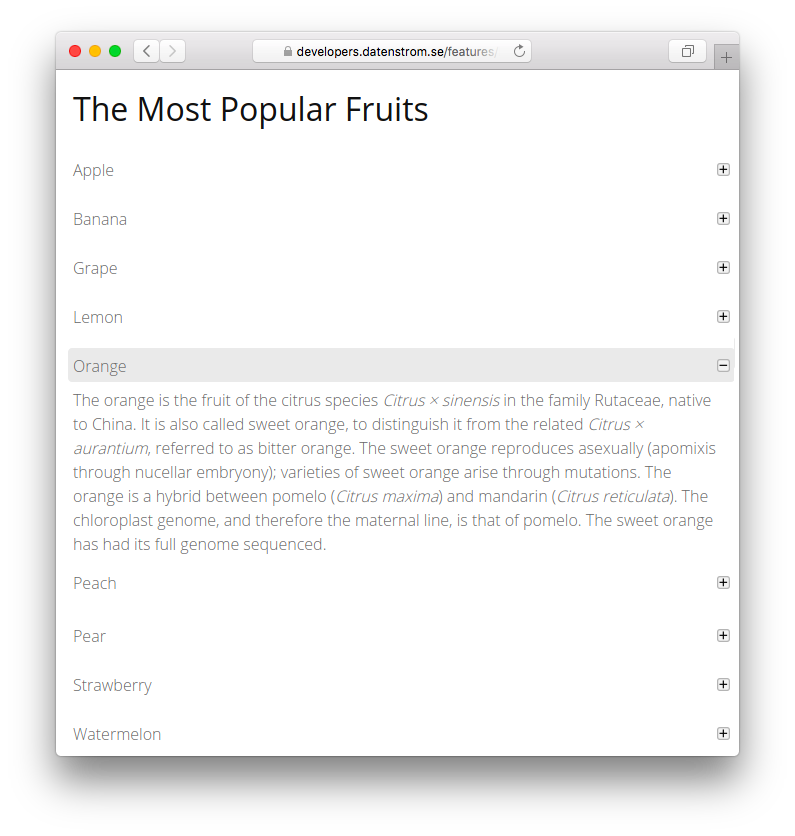 developers.datenstrom.se/features/
The Most Popular Fruits
Apple
Banana
Grape
Lemon
Orange
The orange is the fruit of the citrus species Citrus × sinensis in the family Rutaceae, native
to China. It is also called sweet orange, to distinguish it from the related Citrus ×
aurantium, referred to as bitter orange. The sweet orange reproduces asexually (apomixis
through nucellar embryony); varieties of sweet orange arise through mutations. The
orange is a hybrid between pomelo (Citrus maxima) and mandarin (Citrus reticulata). The
chloroplast genome, and therefore the maternal line, is that of pomelo. The sweet orange
has had its full genome sequenced.
Peach
Pear
Strawberry
Watermelon